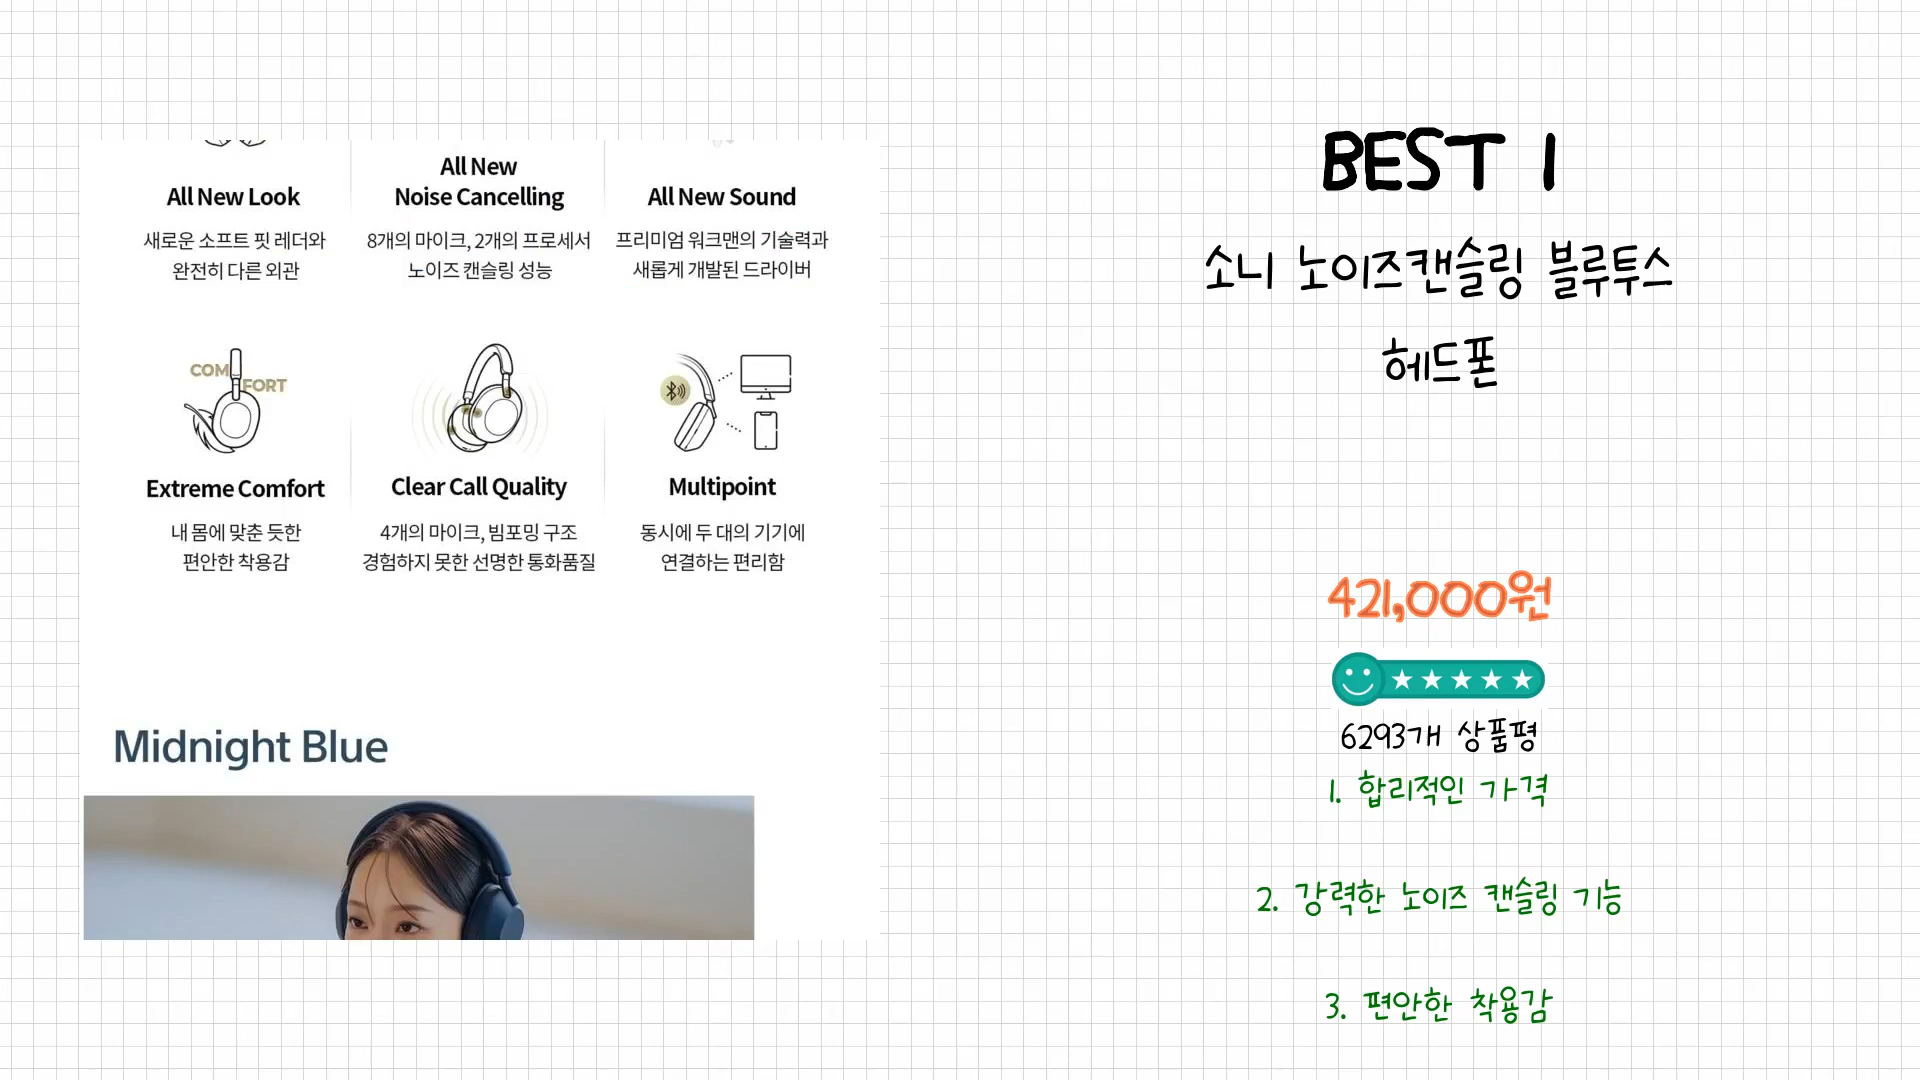 All New Look
새로운 소프트 핏 레더와
완전히 다른 외관
All New
Noise Cancelling
8개의 마이크, 2개의 프로세서
노이즈 캔슬링 성능
All New Sound
프리미엄 워크맨의 기술력과
새롭게 개발된 드라이버
COM
FORT
Extreme Comfort
내 몸에 맞춘 듯한
편안한 착용감
Clear Call Quality
4개의 마이크, 빔포밍 구조
경험하지 못한 선명한 통화품질
Multipoint
동시에 두 대의 기기에
연결하는 편리함
Midnight Blue
BEST 1
소니 노이즈캔슬링 블루투스
헤드폰
421,000원
6293개 상품평
1. 합리적인 가격
2. 강력한 노이즈 캔슬링 기능
3. 편안한 착용감